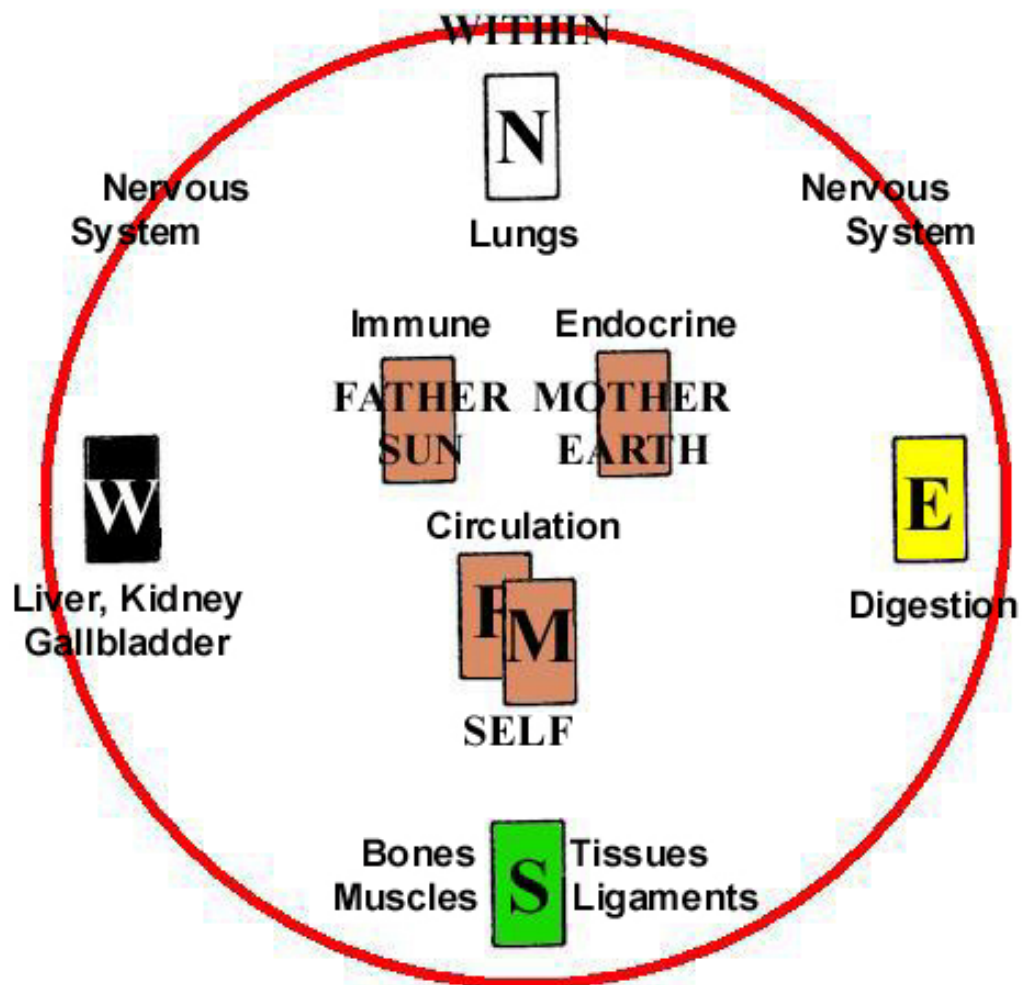 WITHIN
N
Nervous
System
Lungs
Nervous
System
Immune
FATHER
SUN
Endocrine
MOTHER
EARTH
W
Liver, Kidney
Gallbladder
Circulation
F
M
SELF
E
Digestion
Bones
Muscles
S
Tissues
Ligaments